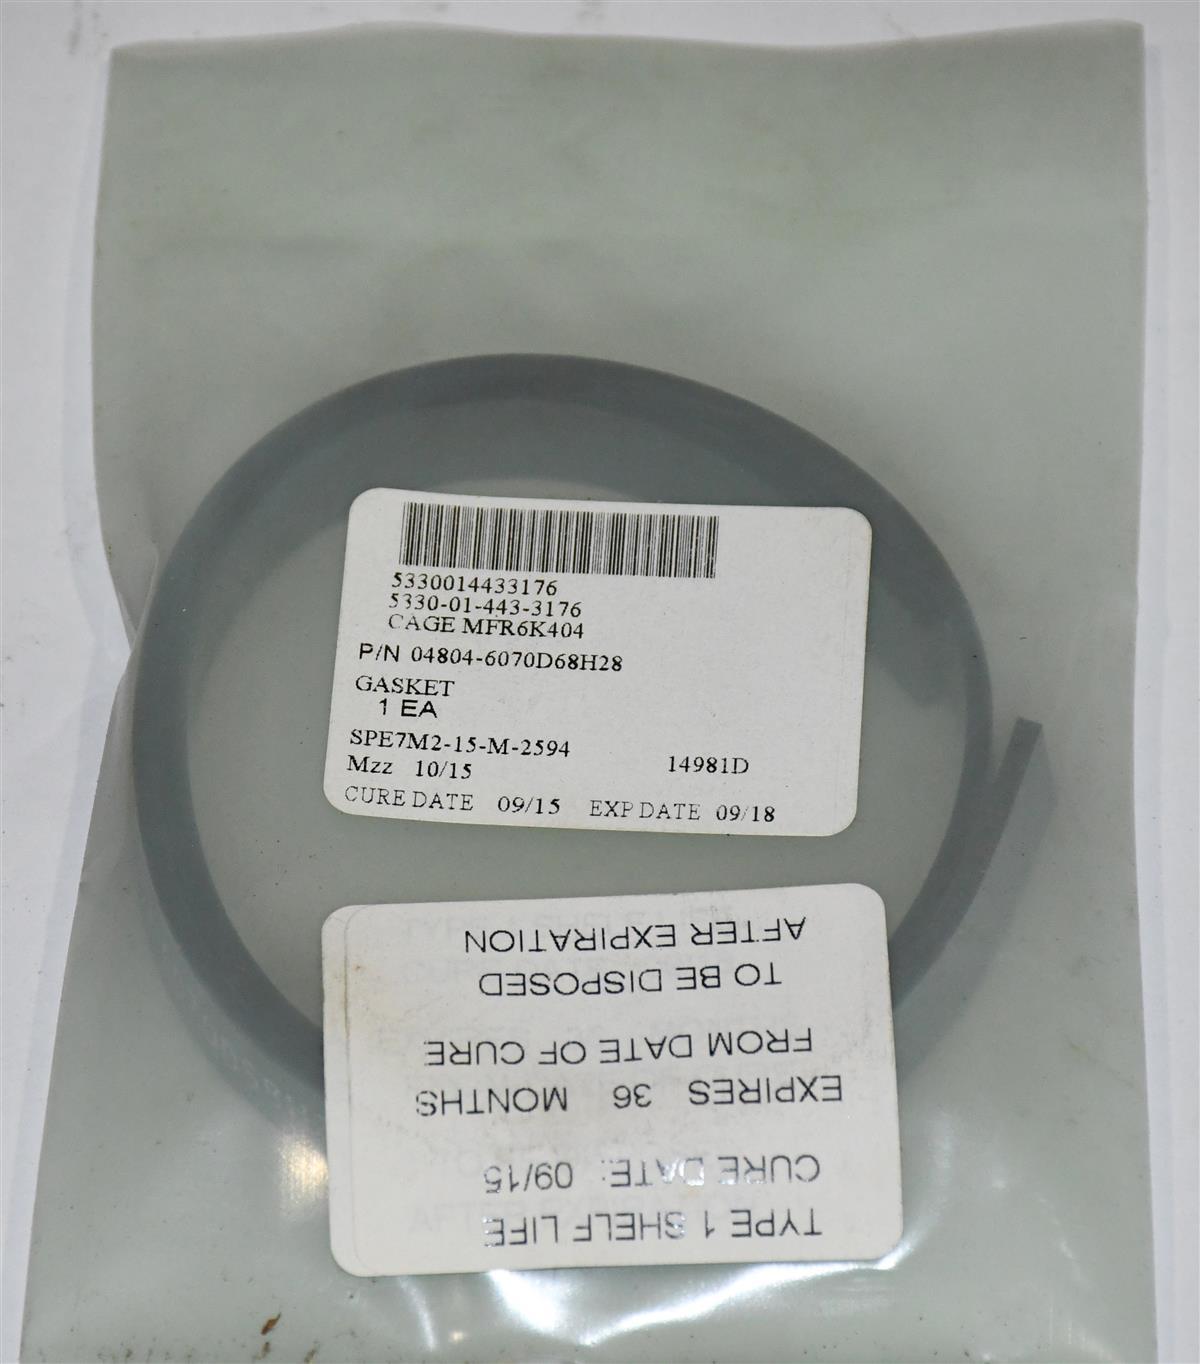 5330014433176
5330-01-443-3176
CAGE MFR6K404
P/N 04804-6070D68H28
GASKET
1 EA
SPE7M2-15-M-2594
Mzz 10/15 14981D
CURE DATE 09/15 EXP DATE 09/18
TYPE 1 SHELF LIFE
CURE DATE: 09/15
EXPIRES 36 MONTHS
FROM DATE OF CURE
TO BE DISPOSED
AFTER EXPIRATION